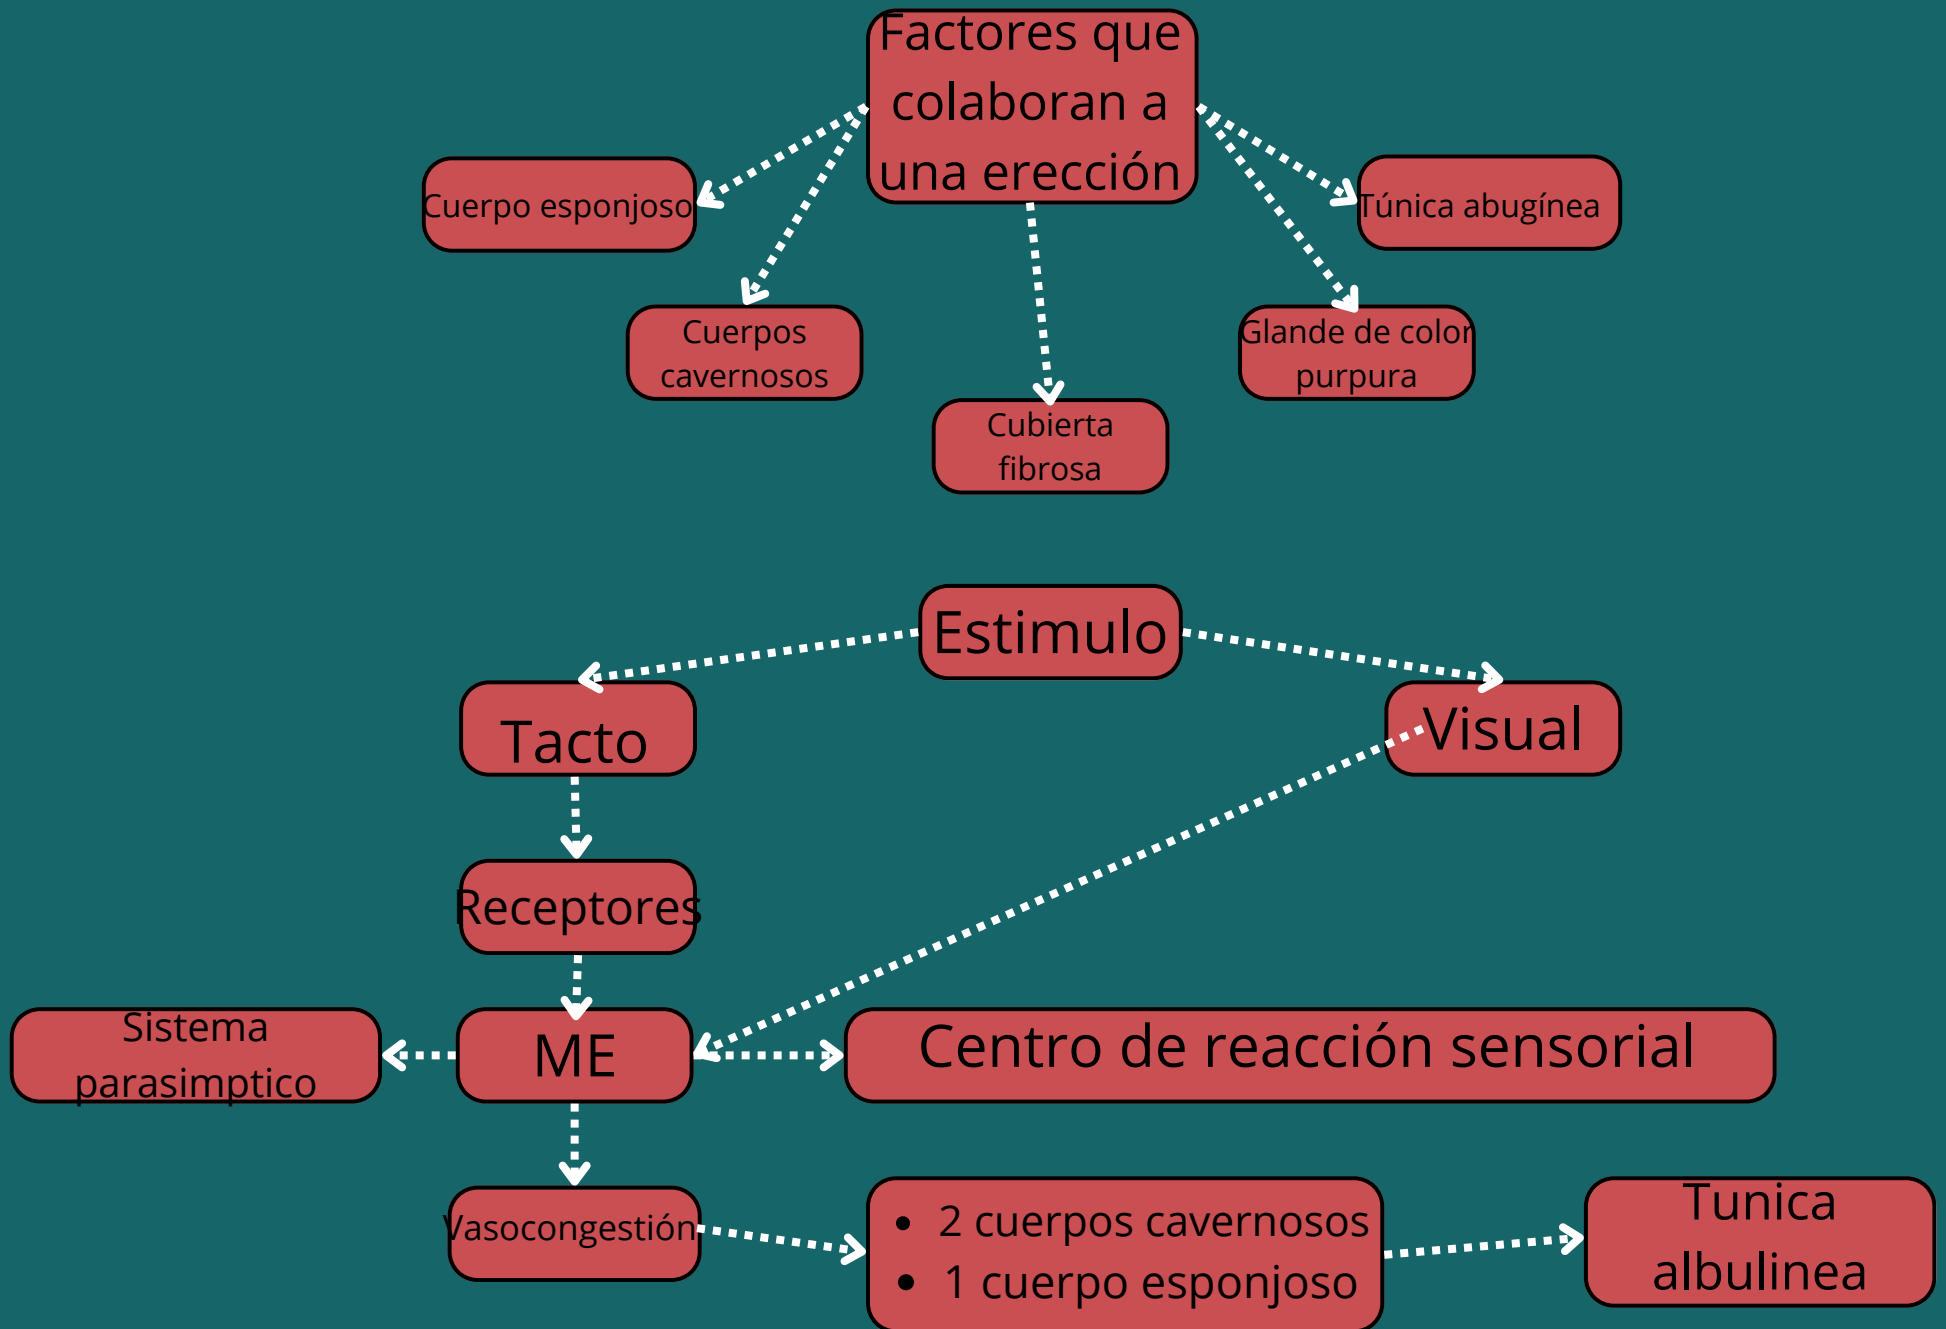 Factores que
colaboran a
una erección
Cuerpo esponjoso
Túnica abugínea
Cuerpos
cavernosos
Glande de color
purpura
Cubierta
fibrosa
Estimulo
Tacto
Visual
Receptores
Sistema
parasimptico
ME
Centro de reacción sensorial
Vasocongestión
• 2 cuerpos cavernosos
• 1 cuerpo esponjoso
Tunica
albulinea